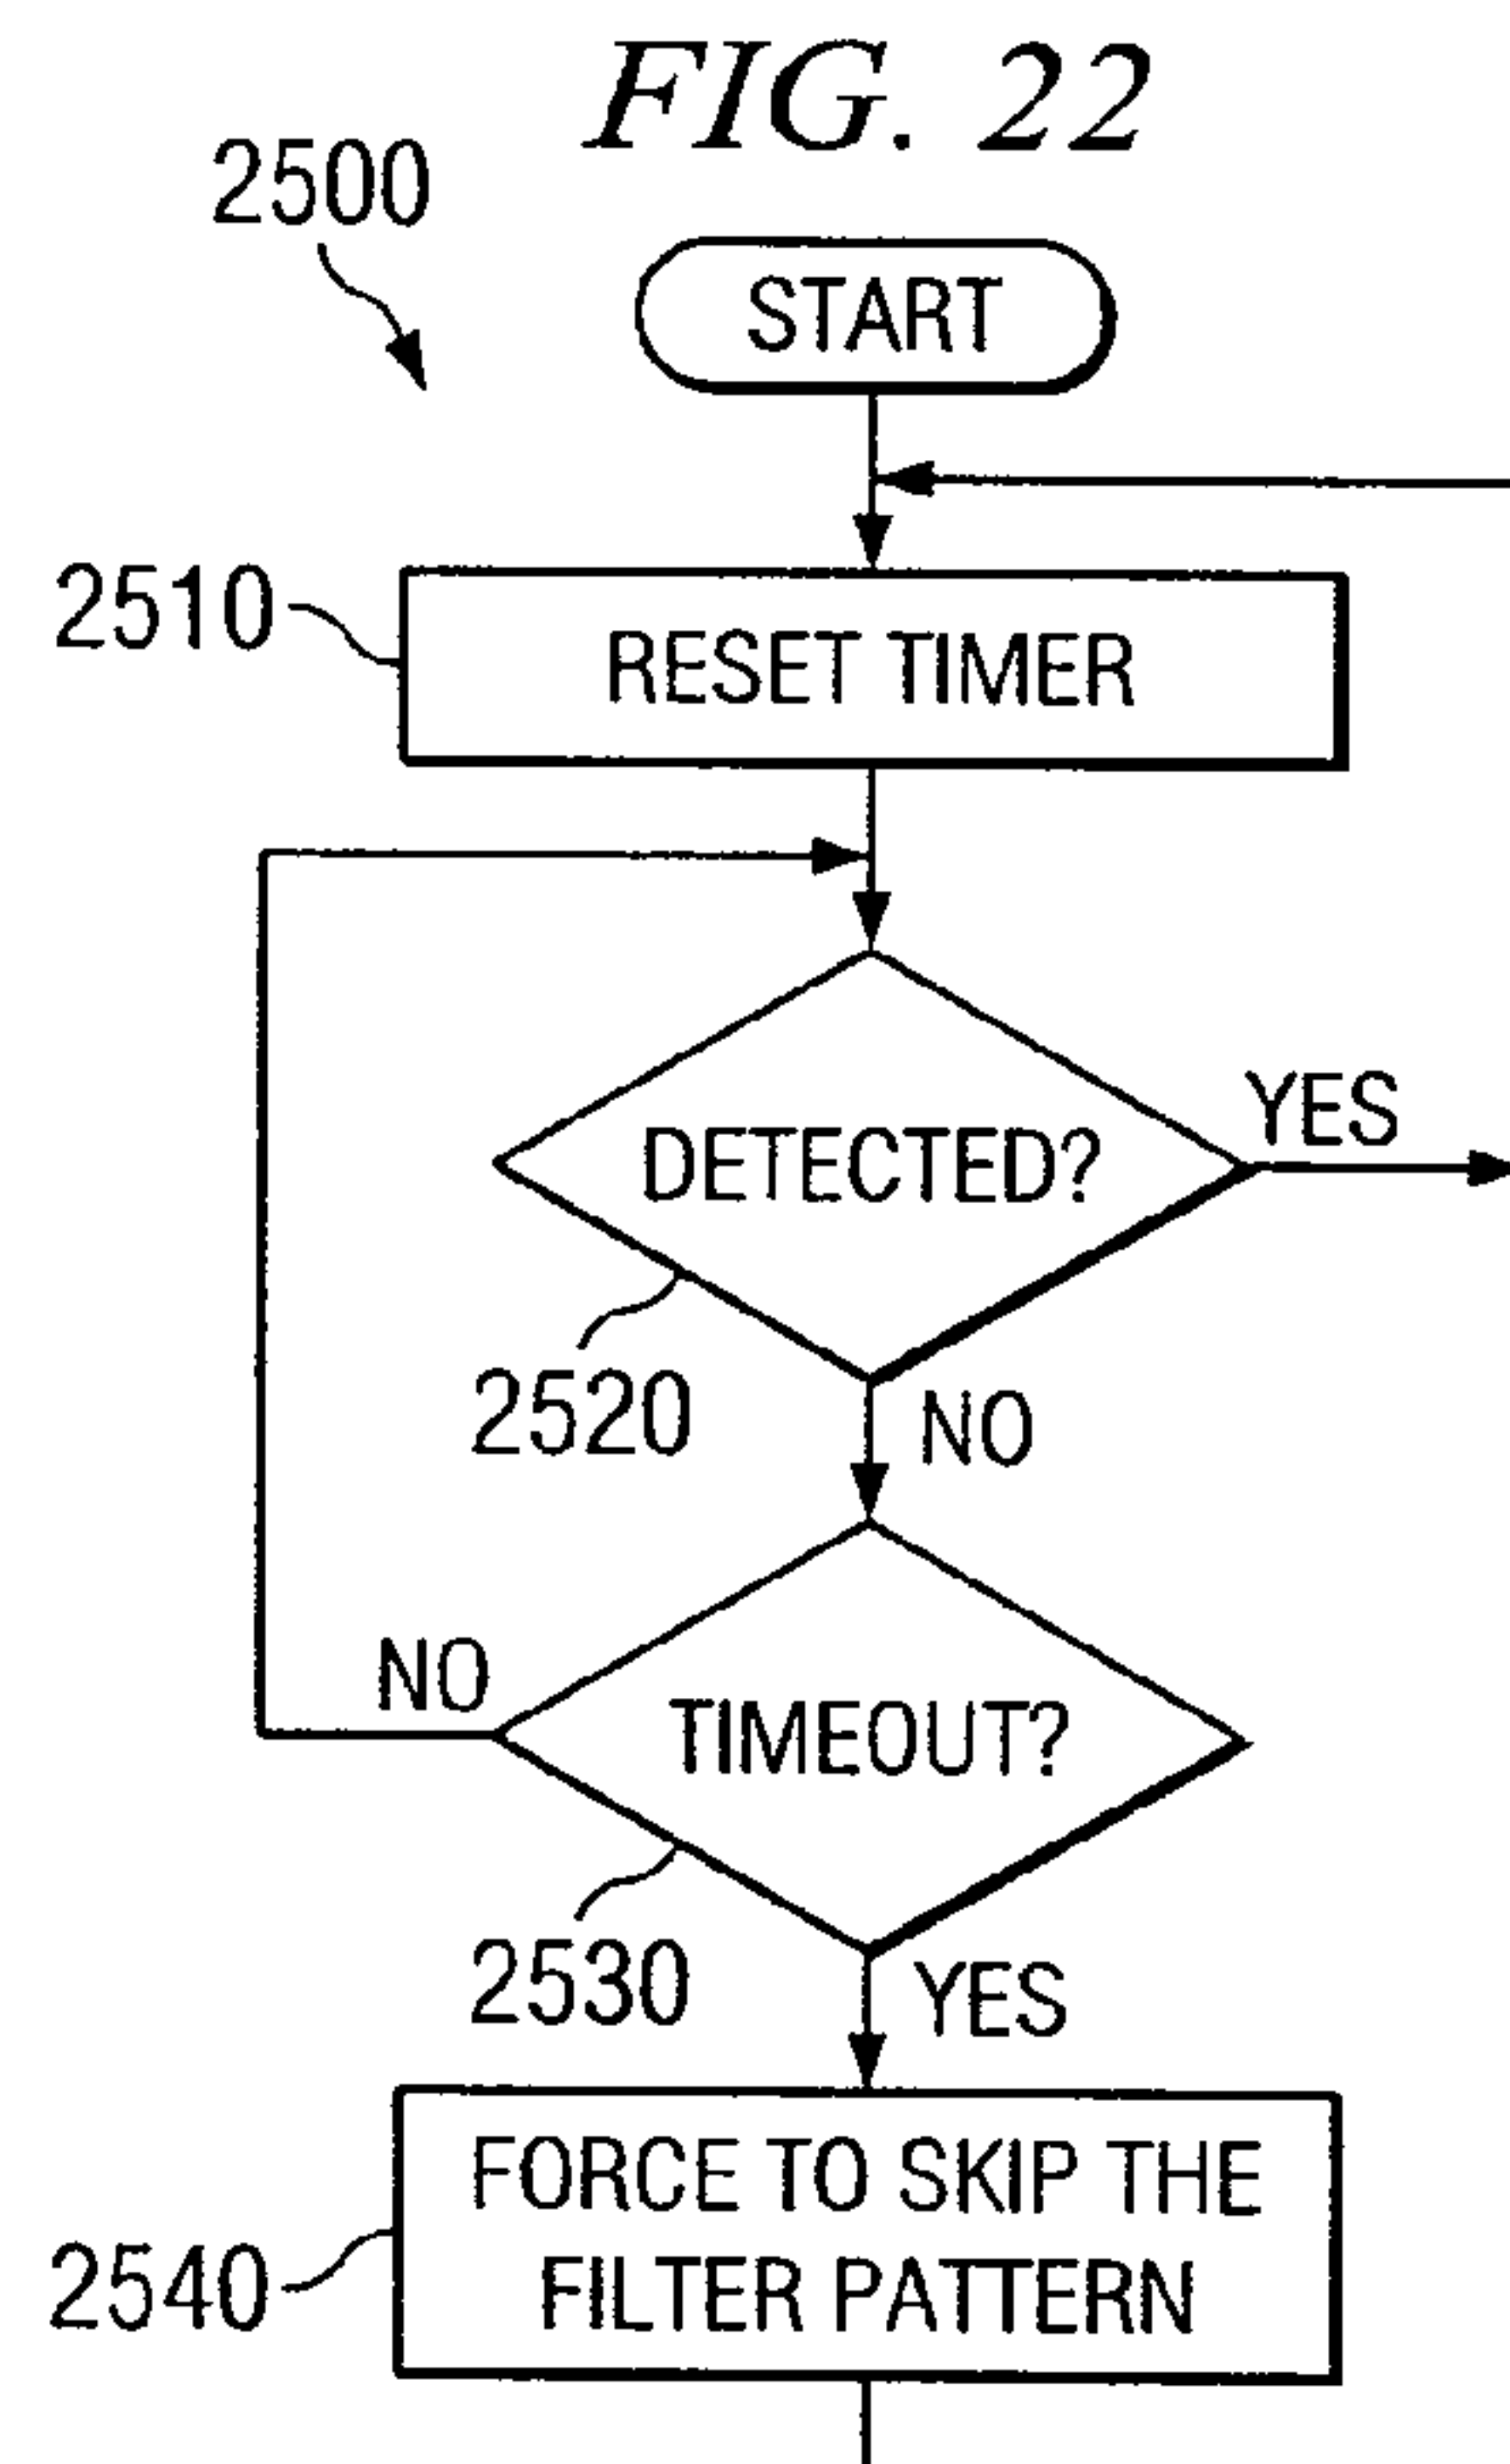 FIG. 22
2500
START
2510
RESET TIMER
DETECTED?
YES
2520
NO
NO
TIMEOUT?
2530
YES
FORCE TO SKIP THE
FILTER PATTERN
2540